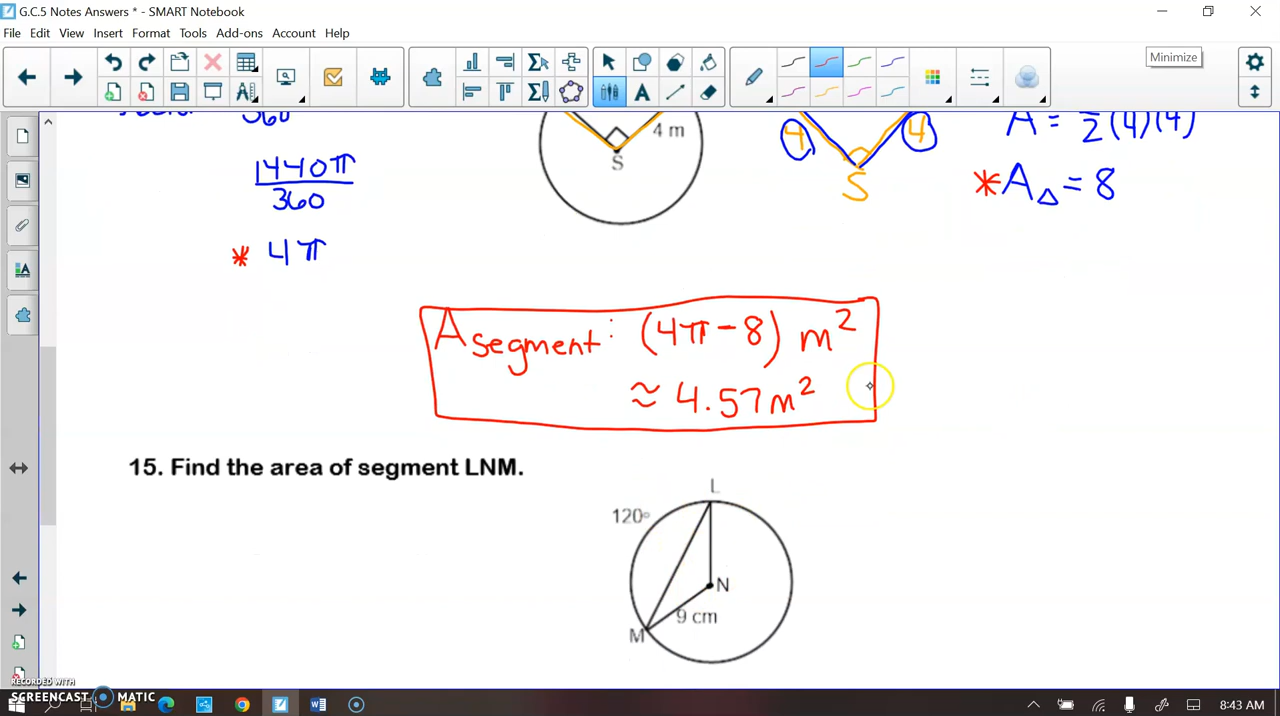 G.C.5 Notes Answers * - SMART Notebook
File Edit View Insert Format Tools Add-ons Account Help
Minimize
360
1440π
360
* 4π
4 m
S
4 4
S
A = 1/2 (4)(4)
* A△ = 8
A segment: (4π - 8) m²
≈ 4.57 m²
15. Find the area of segment LNM.
L
120°
N
9 cm
M
RECORDED WITH
SCREENCAST MATIC
8:43 AM